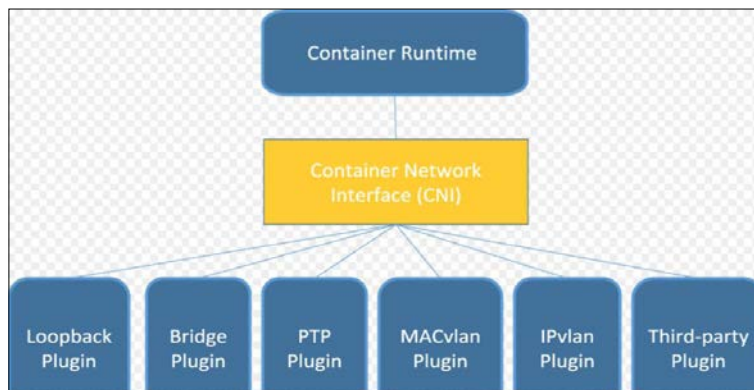 Container Runtime
Container Network
Interface (CNI)
Loopback
Plugin
Bridge
Plugin
PTP
Plugin
MACvlan
Plugin
IPvlan
Plugin
Third-party
Plugin